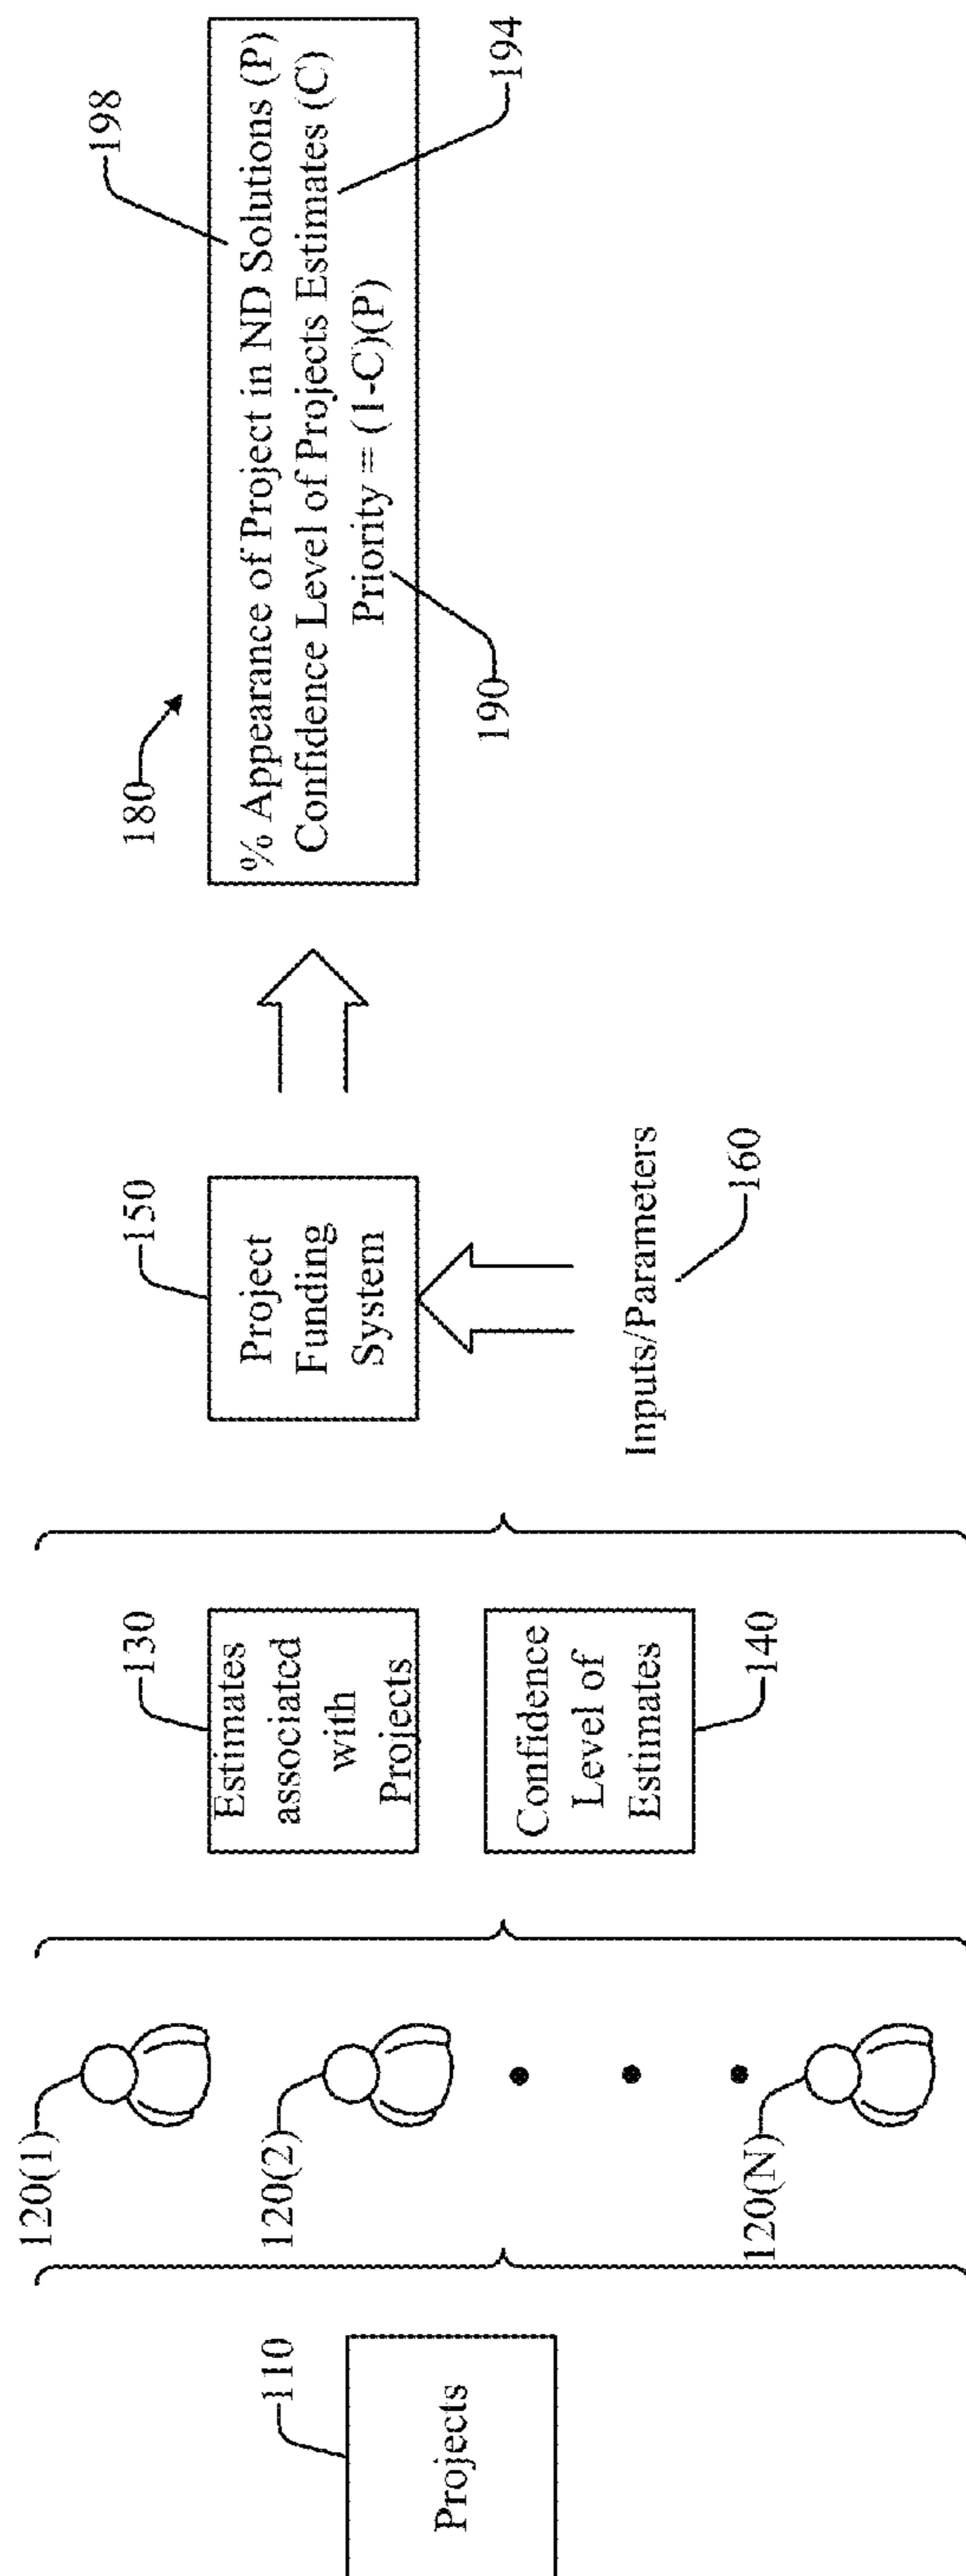 110
Projects
120(1)
120(2)
120(N)
130
Estimates
associated
with
Projects
Confidence
Level of
Estimates
140
150
Project
Funding
System
Inputs/Parameters
160
180
198
% Appearance of Project in ND Solutions (P)
Confidence Level of Projects Estimates (C)
Priority = (1-C)(P)
190
194